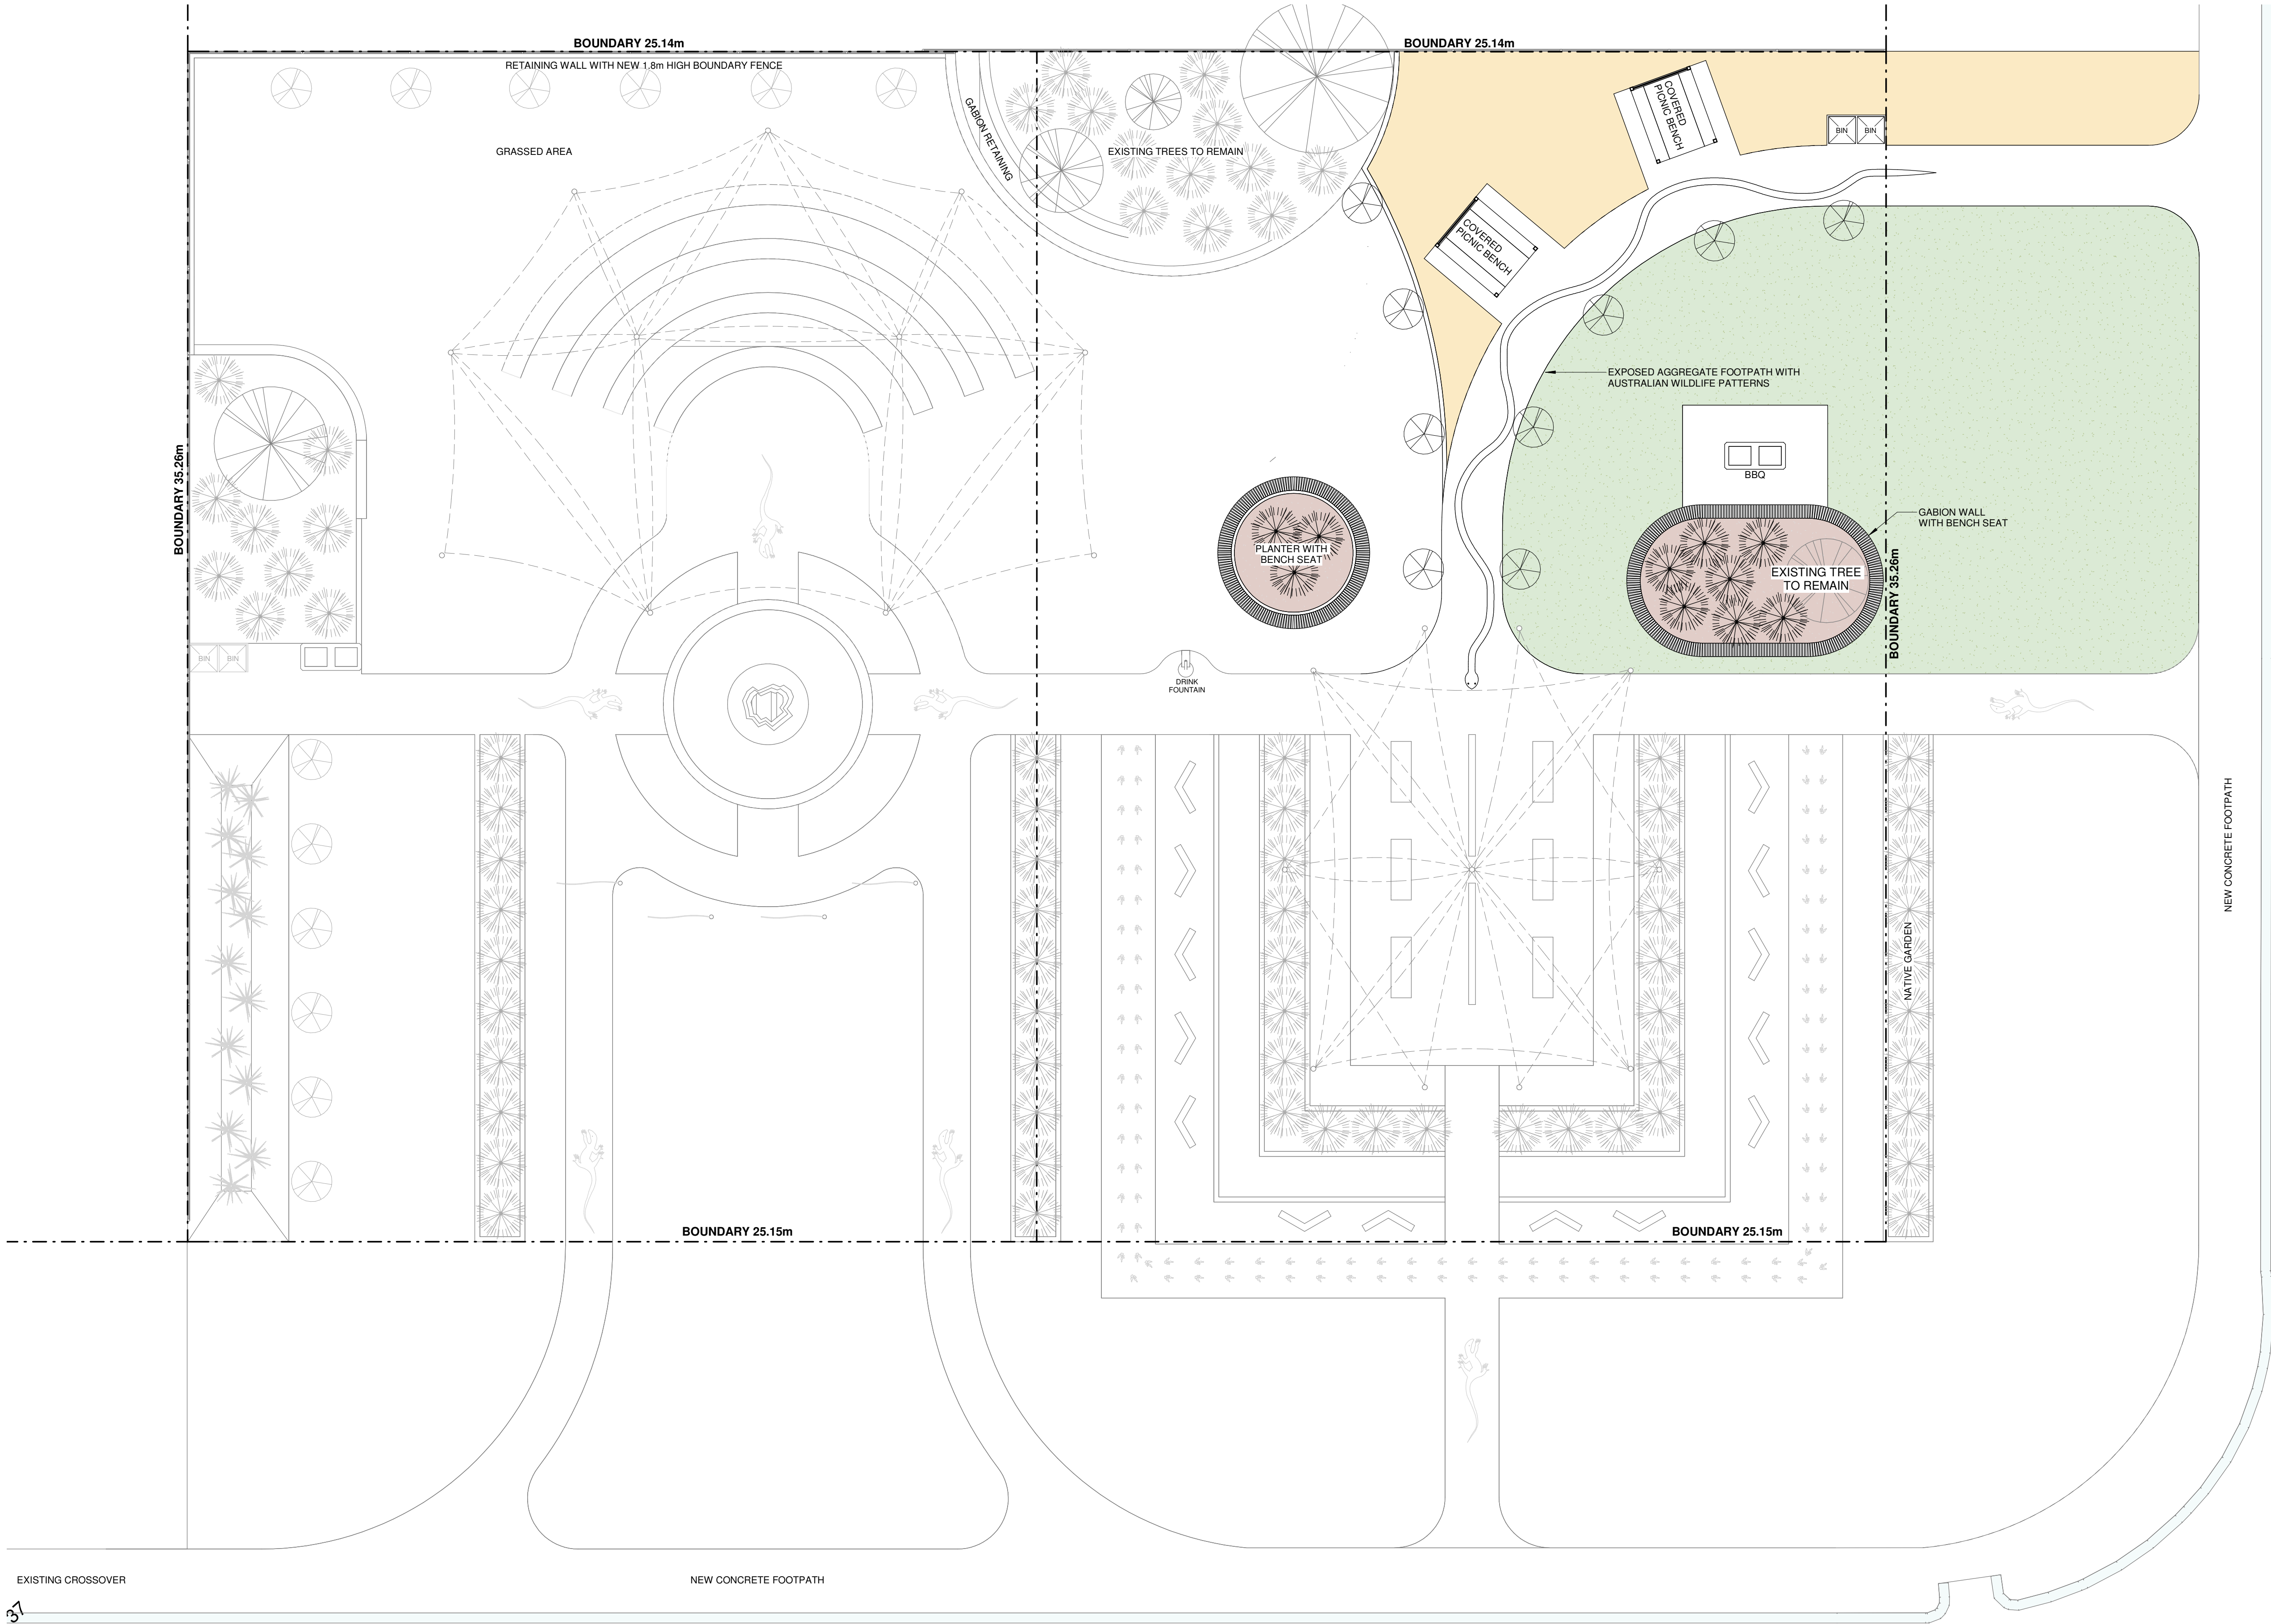 BOUNDARY 25.14m
BOUNDARY 25.14m
RETAINING WALL WITH NEW 1.8m HIGH BOUNDARY FENCE
GABION RETAINING
COVERED
PICNIC BENCH
BIN
BIN
GRASSED AREA
EXISTING TREES TO REMAIN
COVERED
PICNIC BENCH
EXPOSED AGGREGATE FOOTPATH WITH
AUSTRALIAN WILDLIFE PATTERNS
BOUNDARY 35.26m
BBQ
GABION WALL
WITH BENCH SEAT
PLANTER WITH
BENCH SEAT
EXISTING TREE
TO REMAIN
BOUNDARY 35.26m
BIN
BIN
DRINK
FOUNTAIN
NEW CONCRETE FOOTPATH
NATIVE GARDEN
BOUNDARY 25.15m
BOUNDARY 25.15m
EXISTING CROSSOVER
NEW CONCRETE FOOTPATH
37